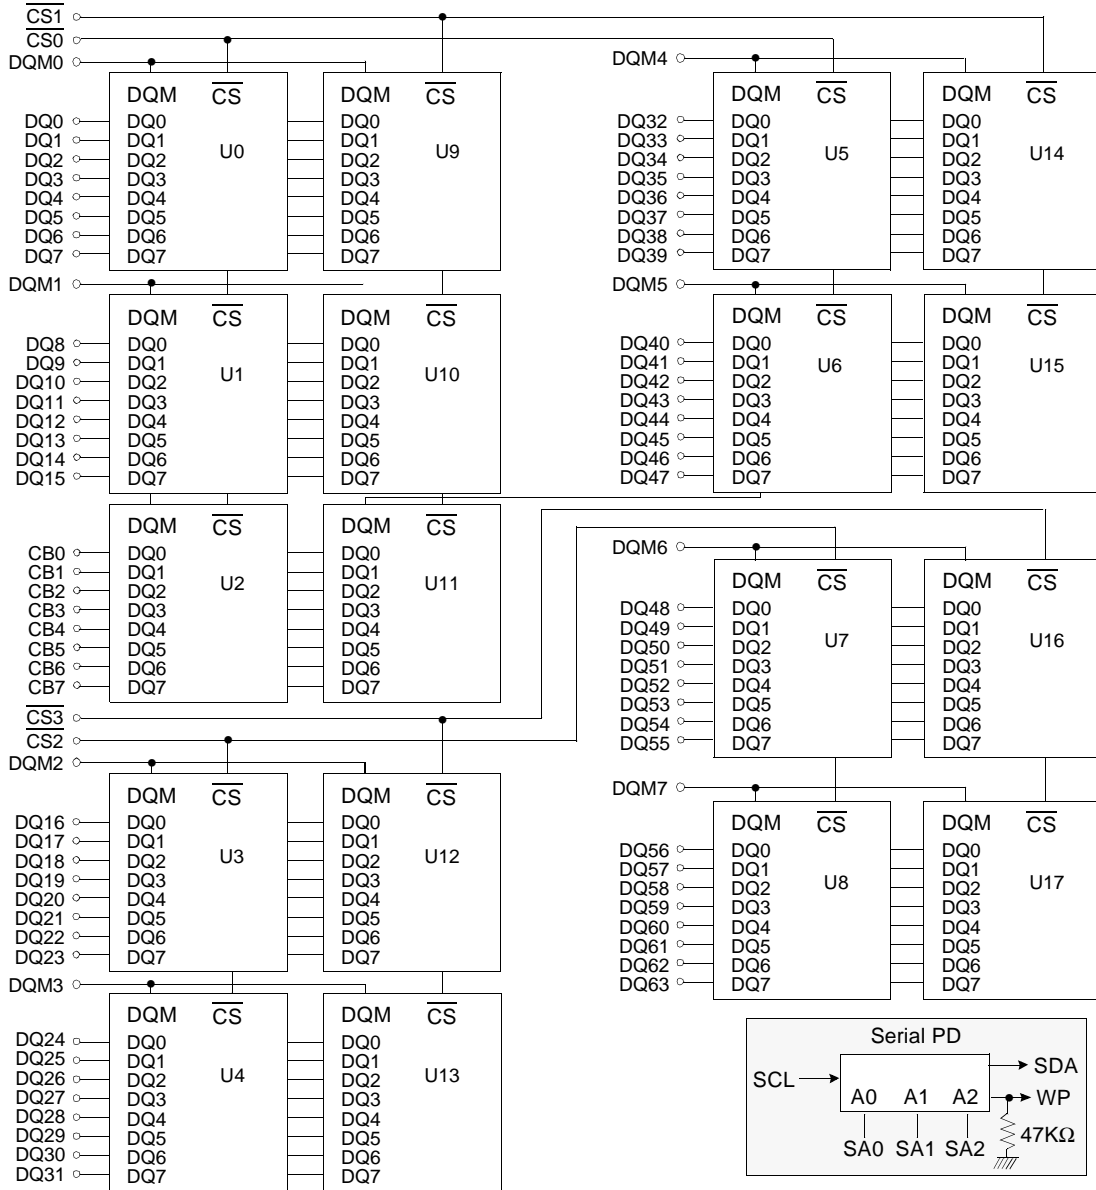 CS1
CS0
DQM0
DQM CS
DQ0 DQ0
DQ1 DQ1
DQ2 DQ2
DQ3 DQ3
DQ4 DQ4
DQ5 DQ5
DQ6 DQ6
DQ7 DQ7
U0
DQM CS
DQ0
DQ1
DQ2
DQ3
DQ4
DQ5
DQ6
DQ7
U9
DQM1
DQM CS
DQ8 DQ0
DQ9 DQ1
DQ10 DQ2
DQ11 DQ3
DQ12 DQ4
DQ13 DQ5
DQ14 DQ6
DQ15 DQ7
U1
DQM CS
DQ0
DQ1
DQ2
DQ3
DQ4
DQ5
DQ6
DQ7
U10
DQM CS
CB0 DQ0
CB1 DQ1
CB2 DQ2
CB3 DQ3
CB4 DQ4
CB5 DQ5
CB6 DQ6
CB7 DQ7
U2
DQM CS
DQ0
DQ1
DQ2
DQ3
DQ4
DQ5
DQ6
DQ7
U11
CS3
CS2
DQM2
DQM CS
DQ16 DQ0
DQ17 DQ1
DQ18 DQ2
DQ19 DQ3
DQ20 DQ4
DQ21 DQ5
DQ22 DQ6
DQ23 DQ7
U3
DQM CS
DQ0
DQ1
DQ2
DQ3
DQ4
DQ5
DQ6
DQ7
U12
DQM3
DQM CS
DQ24 DQ0
DQ25 DQ1
DQ26 DQ2
DQ27 DQ3
DQ28 DQ4
DQ29 DQ5
DQ30 DQ6
DQ31 DQ7
U4
DQM CS
DQ0
DQ1
DQ2
DQ3
DQ4
DQ5
DQ6
DQ7
U13
DQM4
DQM CS
DQ32 DQ0
DQ33 DQ1
DQ34 DQ2
DQ35 DQ3
DQ36 DQ4
DQ37 DQ5
DQ38 DQ6
DQ39 DQ7
U5
DQM CS
DQ0
DQ1
DQ2
DQ3
DQ4
DQ5
DQ6
DQ7
U14
DQM5
DQM CS
DQ40 DQ0
DQ41 DQ1
DQ42 DQ2
DQ43 DQ3
DQ44 DQ4
DQ45 DQ5
DQ46 DQ6
DQ47 DQ7
U6
DQM CS
DQ0
DQ1
DQ2
DQ3
DQ4
DQ5
DQ6
DQ7
U15
DQM6
DQM CS
DQ48 DQ0
DQ49 DQ1
DQ50 DQ2
DQ51 DQ3
DQ52 DQ4
DQ53 DQ5
DQ54 DQ6
DQ55 DQ7
U7
DQM CS
DQ0
DQ1
DQ2
DQ3
DQ4
DQ5
DQ6
DQ7
U16
DQM7
DQM CS
DQ56 DQ0
DQ57 DQ1
DQ58 DQ2
DQ59 DQ3
DQ60 DQ4
DQ61 DQ5
DQ62 DQ6
DQ63 DQ7
U8
DQM CS
DQ0
DQ1
DQ2
DQ3
DQ4
DQ5
DQ6
DQ7
U17
Serial PD
SCL SDA
A0 A1 A2 WP
SA0 SA1 SA2 47KΩ